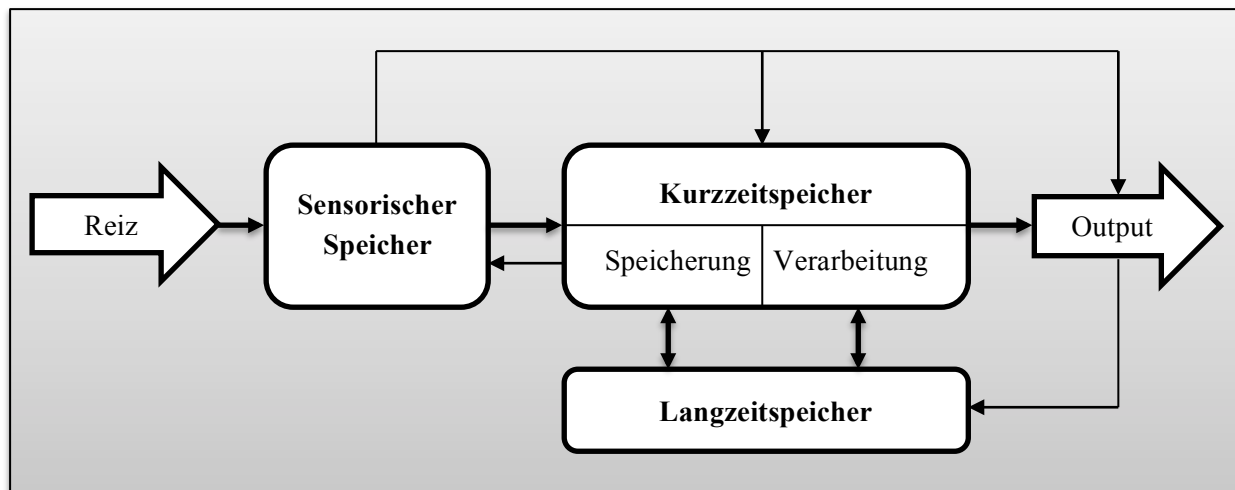 Reiz
Sensorischer
Speicher
Kurzzeitspeicher
Speicherung
Verarbeitung
Output
Langzeitspeicher